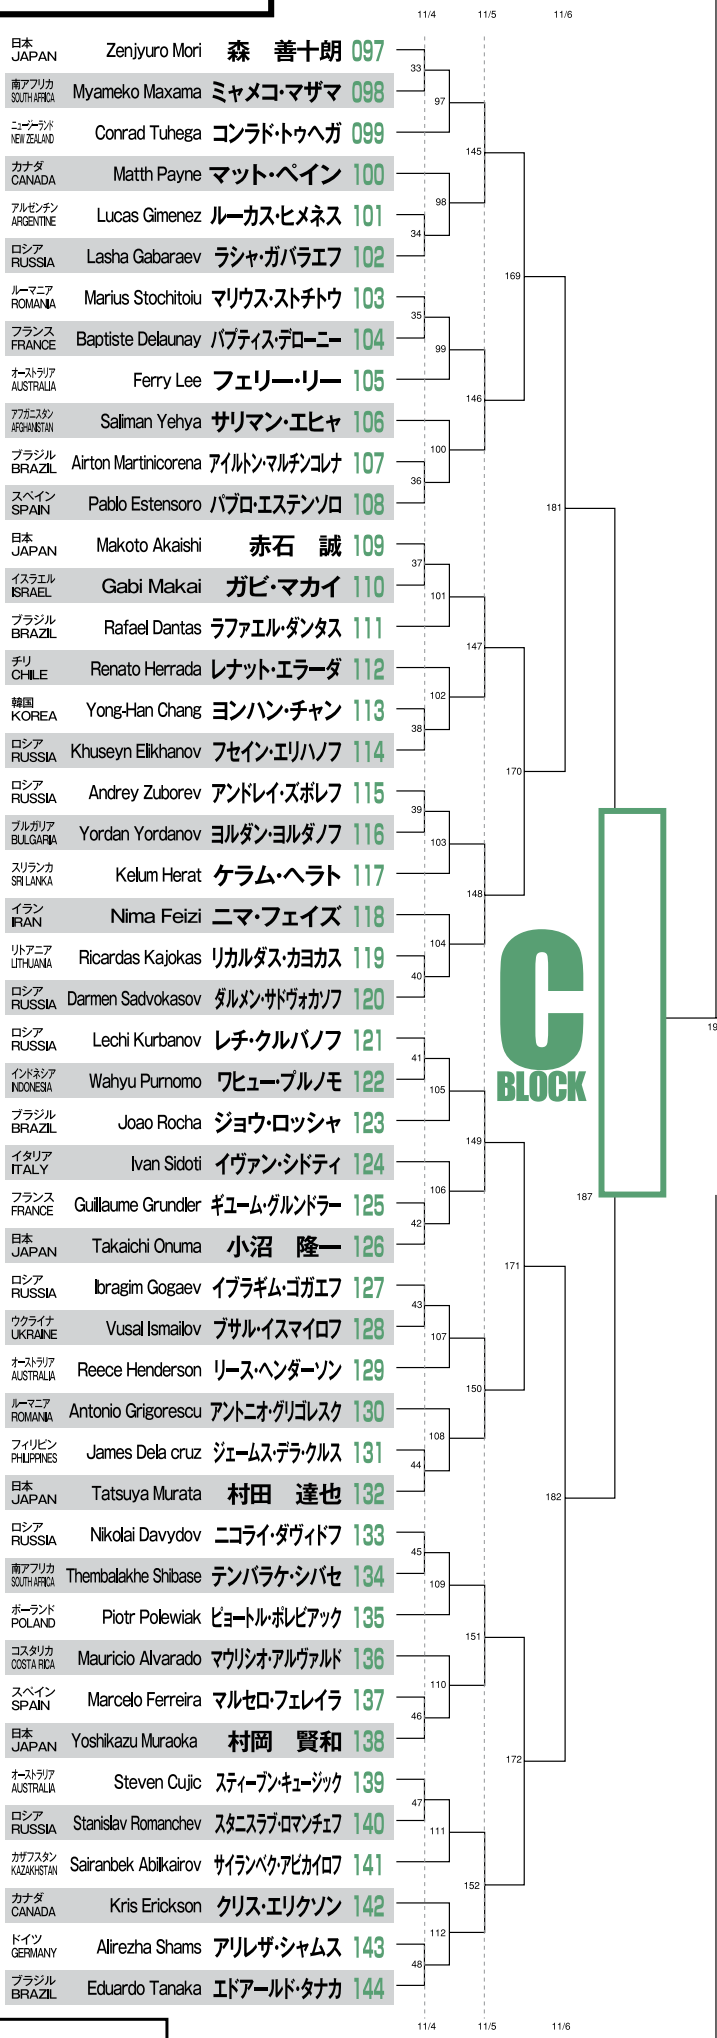 11/4 11/5 11/6
日本 JAPAN Zenjyuro Mori 森 善十朗 097
南アフリカ SOUTH AFRICA Myameko Maxama ミャメコ・マザマ 098
ニュージーランド NEW ZEALAND Conrad Tuhega コンラド・トゥヘガ 099
カナダ CANADA Matth Payne マット・ペイン 100
アルゼンチン ARGENTINE Lucas Gimenez ルーカス・ヒメネス 101
ロシア RUSSIA Lasha Gabaraev ラシャ・ガバラエフ 102
ルーマニア ROMANIA Marius Stochitoiu マリウス・ストチトウ 103
フランス FRANCE Baptiste Delaunay バプティス・デローニー 104
オーストラリア AUSTRALIA Ferry Lee フェリー・リー 105
アフガニスタン AFGHANISTAN Saliman Yehya サリマン・エヒャ 106
ブラジル BRAZIL Airton Martinicorena アイルトン・マルチンコレナ 107
スペイン SPAIN Pablo Estensoro パブロ・エステンソロ 108
日本 JAPAN Makoto Akaishi 赤石 誠 109
イスラエル ISRAEL Gabi Makai ガビ・マカイ 110
ブラジル BRAZIL Rafael Dantas ラファエル・ダンタス 111
チリ CHILE Renato Herrada レナット・エラーダ 112
韓国 KOREA Yong-Han Chang ヨンハン・チャン 113
ロシア RUSSIA Khuseyn Elikhanov フセイン・エリハノフ 114
ロシア RUSSIA Andrey Zuborev アンドレイ・ズボレフ 115
ブルガリア BULGARIA Yordan Yordanov ヨルダン・ヨルダノフ 116
スリランカ SRI LANKA Kelum Herat ケラム・ヘラト 117
イラン IRAN Nima Feizi ニマ・フェイズ 118
リトアニア LITHUANIA Ricardas Kajokas リカルダス・カヨカス 119
ロシア RUSSIA Darmen Sadvokasov ダルメン・サドヴォカソフ 120
ロシア RUSSIA Lechi Kurbanov レチ・クルバノフ 121
インドネシア INDONESIA Wahyu Purnomo ワヒュー・プルノモ 122
ブラジル BRAZIL Joao Rocha ジョウ・ロッシャ 123
イタリア ITALY Ivan Sidoti イヴァン・シドティ 124
フランス FRANCE Guillaume Grundler ギユーム・グルンドラー 125
日本 JAPAN Takaichi Onuma 小沼 隆一 126
ロシア RUSSIA Ibragim Gogaev イブラギム・ゴガエフ 127
ウクライナ UKRAINE Vusal Ismailov ブサル・イスマイロフ 128
オーストラリア AUSTRALIA Reece Henderson リース・ヘンダーソン 129
ルーマニア ROMANIA Antonio Grigorescu アントニオ・グリゴレスク 130
フィリピン PHILIPPINES James Dela cruz ジェームス・デラ・クルス 131
日本 JAPAN Tatsuya Murata 村田 達也 132
ロシア RUSSIA Nikolai Davydov ニコライ・ダヴィドフ 133
南アフリカ SOUTH AFRICA Thembalakhe Shibase テンバラケ・シバセ 134
ポーランド POLAND Piotr Polewiak ピョートル・ポレビアック 135
コスタリカ COSTA RICA Mauricio Alvarado マウリシオ・アルヴァルド 136
スペイン SPAIN Marcelo Ferreira マルセロ・フェレイラ 137
日本 JAPAN Yoshikazu Muraoka 村岡 賢和 138
オーストラリア AUSTRALIA Steven Cujic スティーブン・キュージック 139
ロシア RUSSIA Stanislav Romanchev スタニスラブ・ロマンチェフ 140
カザフスタン KAZAKHSTAN Sairanbek Abilkairov サイランベク・アビカイロフ 141
カナダ CANADA Kris Erickson クリス・エリクソン 142
ドイツ GERMANY Alirezha Shams アリレザ・シャムス 143
ブラジル BRAZIL Eduardo Tanaka エドアールド・タナカ 144
33
34
35
36
37
38
39
40
41
42
43
44
45
46
47
48
97
98
99
100
101
102
103
104
105
106
107
108
109
110
111
112
145
146
147
148
149
150
151
152
169
170
171
172
181
182
187
19
C
BLOCK
11/4 11/5 11/6